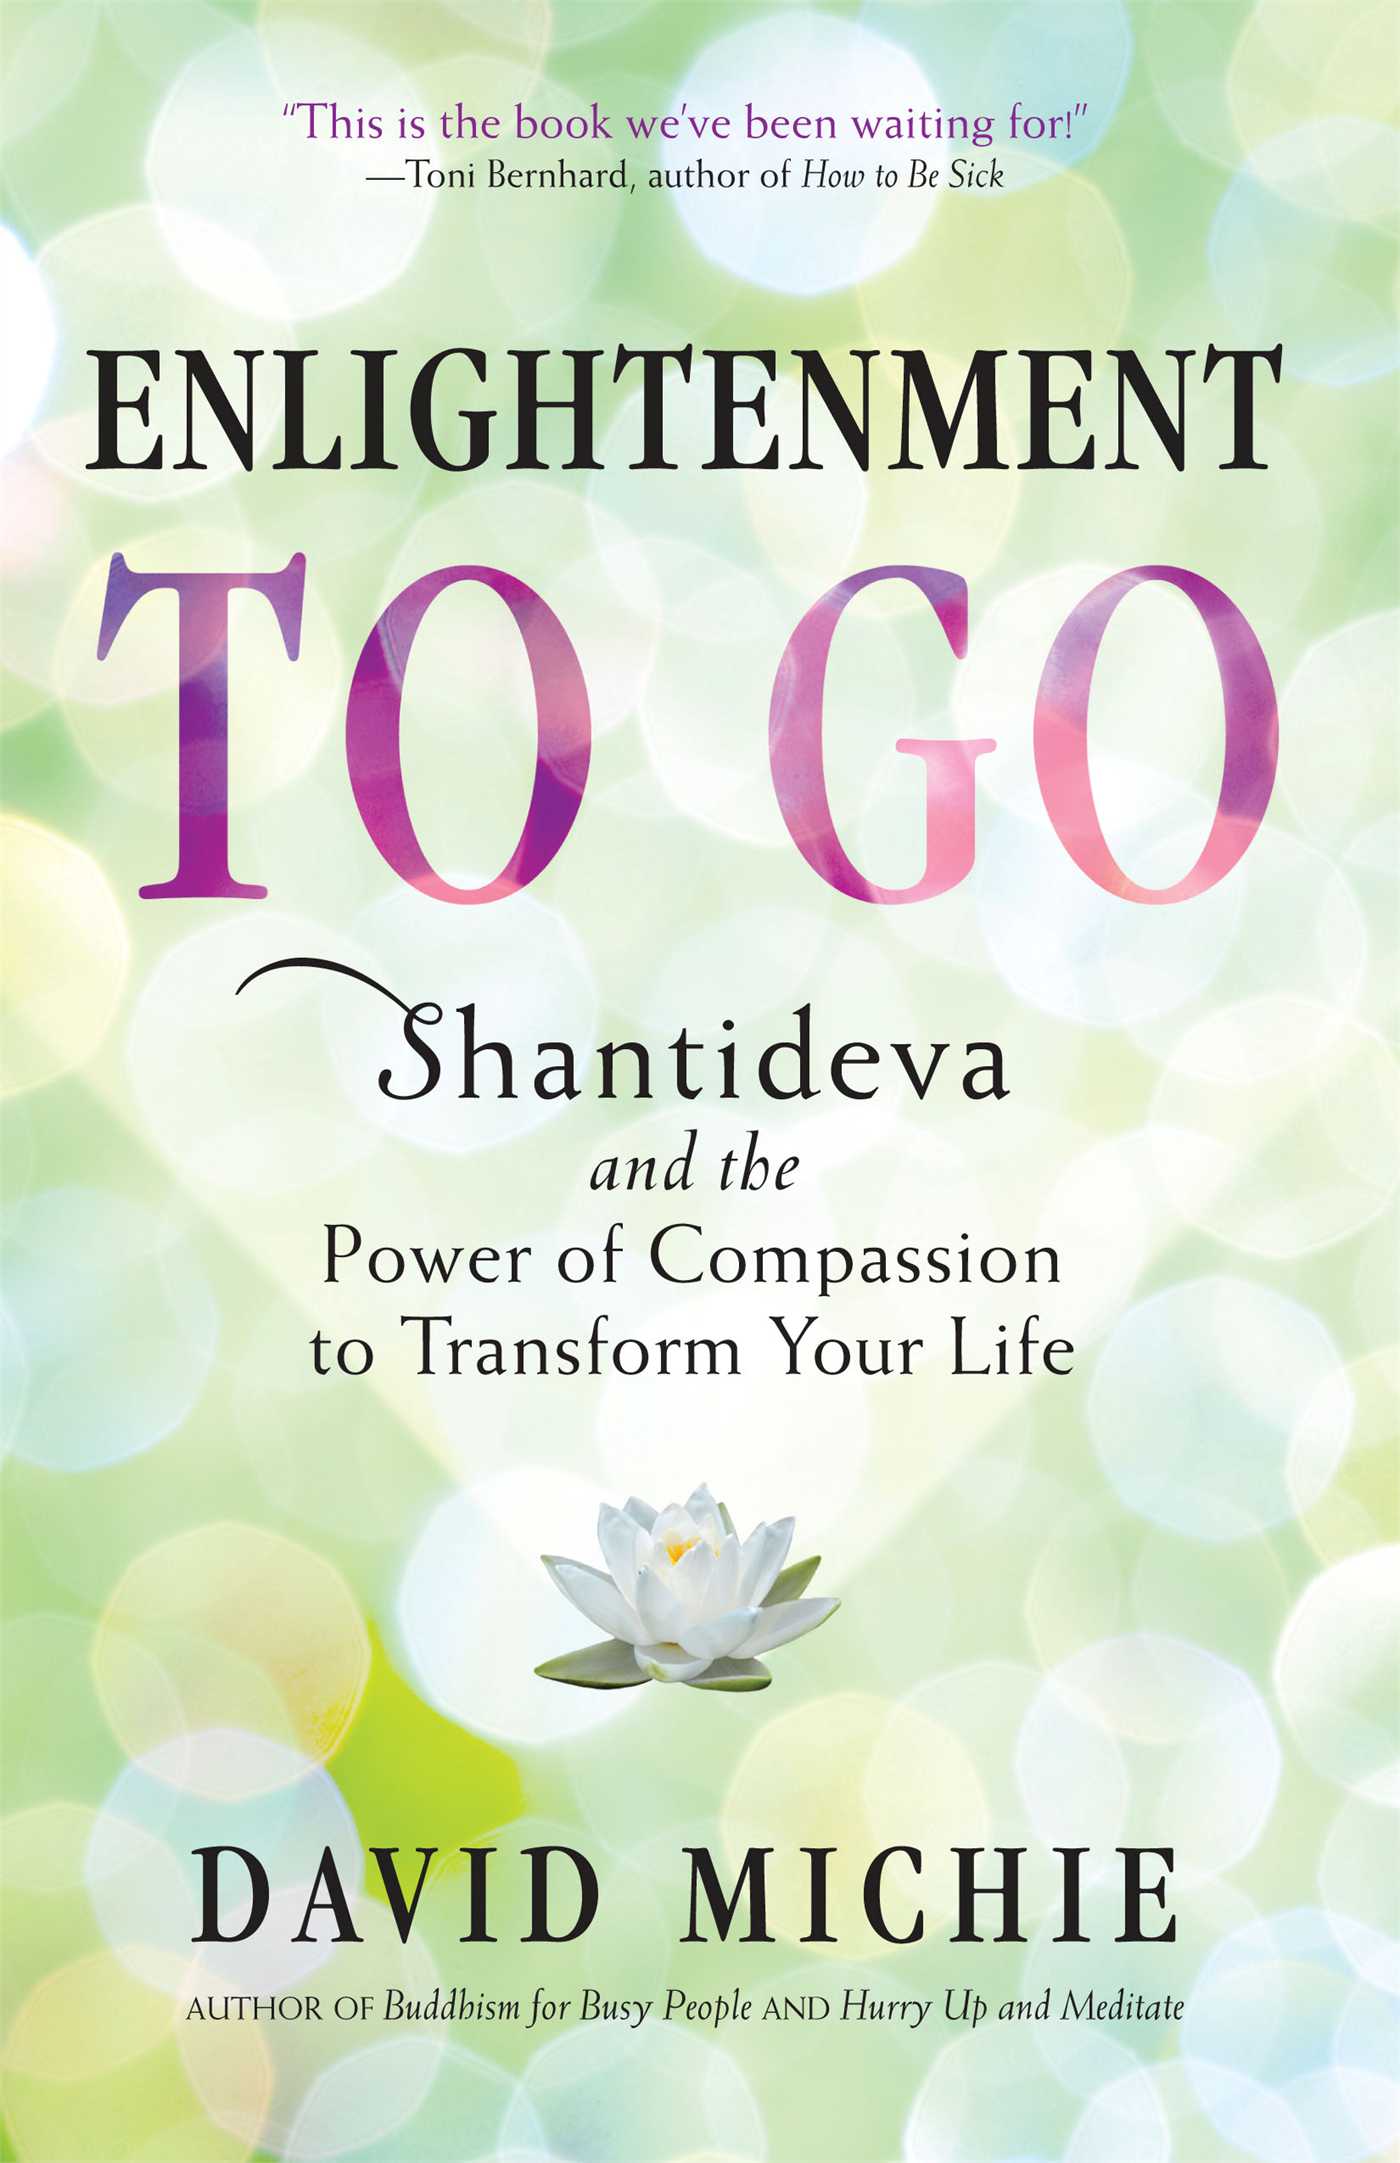 “This is the book we’ve been waiting for!”
—Toni Bernhard, author of How to Be Sick
ENLIGHTENMENT
TO GO
Shantideva
and the
Power of Compassion
to Transform Your Life
DAVID MICHIE
AUTHOR OF Buddhism for Busy People AND Hurry Up and Meditate